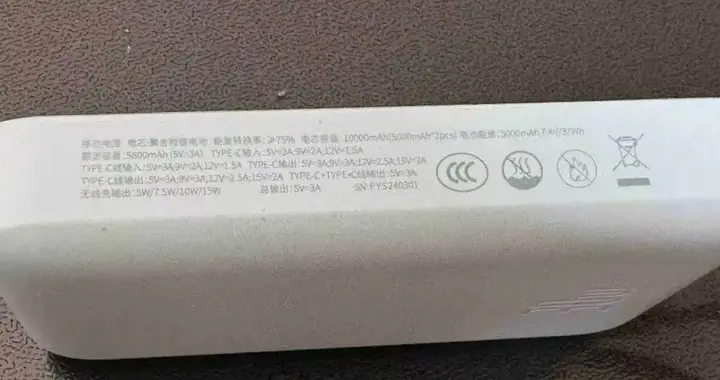 移动电源 电芯:聚合物锂电池 能量转换率:≥75% 电芯容量:10000mAh(5000mAh*2pcs) 电池能量:5000mAh 7.4V/37Wh
额定容量:5800mAh (5V⎓3A) TYPE-C输入:5V⎓3A,9V⎓2A,12V⎓1.5A
TYPE-C线输入:5V⎓3A,9V⎓2A,12V⎓1.5A TYPE-C输出:5V⎓3A,9V⎓3A,12V⎓2.5A,15V⎓2A
TYPE-C线输出:5V⎓3A,9V⎓3A,12V⎓2.5A,15V⎓2A TYPE-C+TYPE-C线输出:5V⎓3A
无线充输出:5W/7.5W/10W/15W 总输出:5V⎓3A SN:PYS240301
CCC